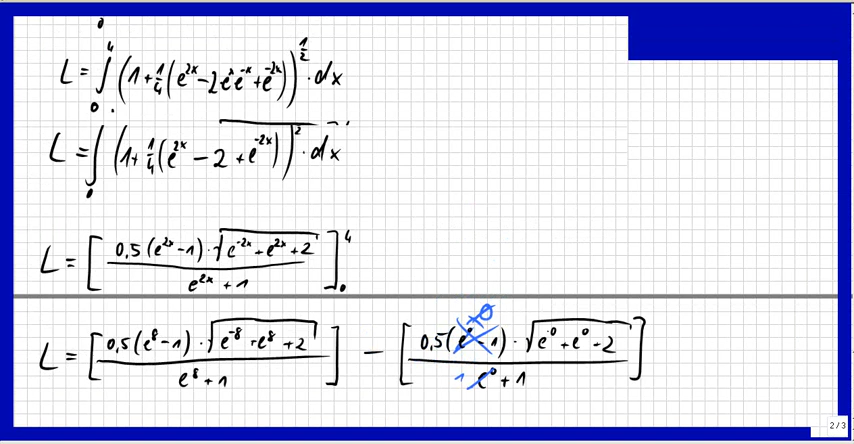 0
L = ∫₀⁴ (1 + 1/4 (e^{2x} - 2e^{x}e^{-x} + e^{-2x}))^{1/2} · dx
L = ∫₀ (1 + 1/4 (e^{2x} - 2 + e^{-2x}))^{2} · dx
L = [ 0,5 (e^{2x} - 1) · √(e^{-2x} + e^{2x} + 2) / (e^{2x} + 1) ]₀⁴
L = [ 0,5 (e^{8} - 1) · √(e^{-8} + e^{8} + 2) / (e^{8} + 1) ] - [ 0,5 (e^{0} - 1) · √(e^{0} + e^{0} + 2) / (e^{0} + 1) ]
2 / 3